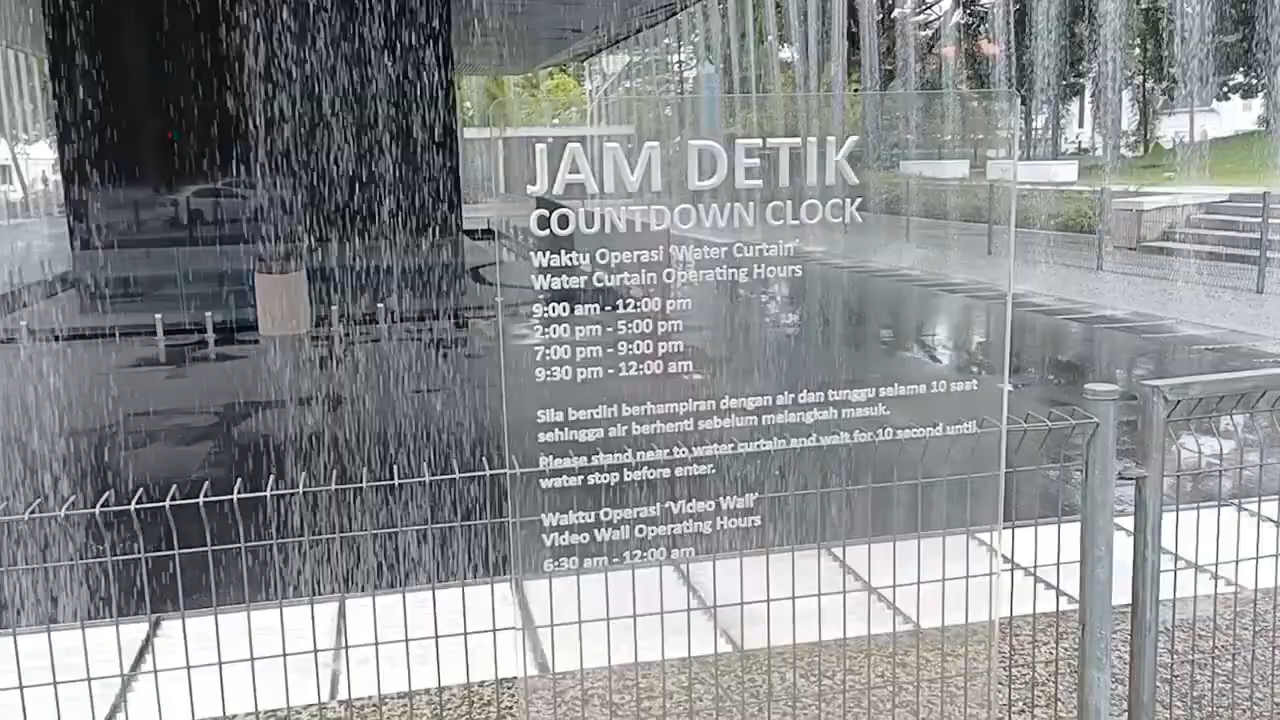 JAM DETIK
COUNTDOWN CLOCK
Waktu Operasi 'Water Curtain'
Water Curtain Operating Hours
9:00 am - 12:00 pm
2:00 pm - 5:00 pm
7:00 pm - 9:00 pm
9:30 pm - 12:00 am
Sila berdiri berhampiran dengan air dan tunggu selama 10 saat
sehingga air berhenti sebelum melangkah masuk.
Please stand near to water curtain and wait for 10 second until
water stop before enter.
Waktu Operasi 'Video Wall'
Video Wall Operating Hours
6:30 am - 12:00 am